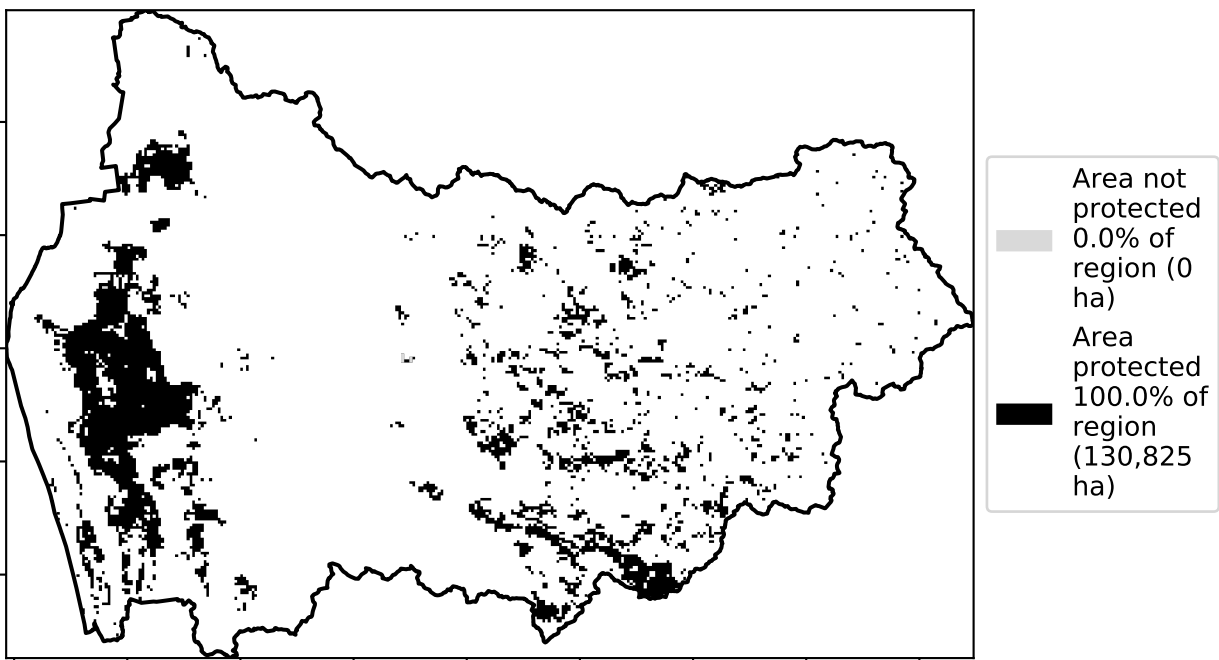 Area not
protected
0.0% of
region (0
ha)
Area
protected
100.0% of
region
(130,825
ha)